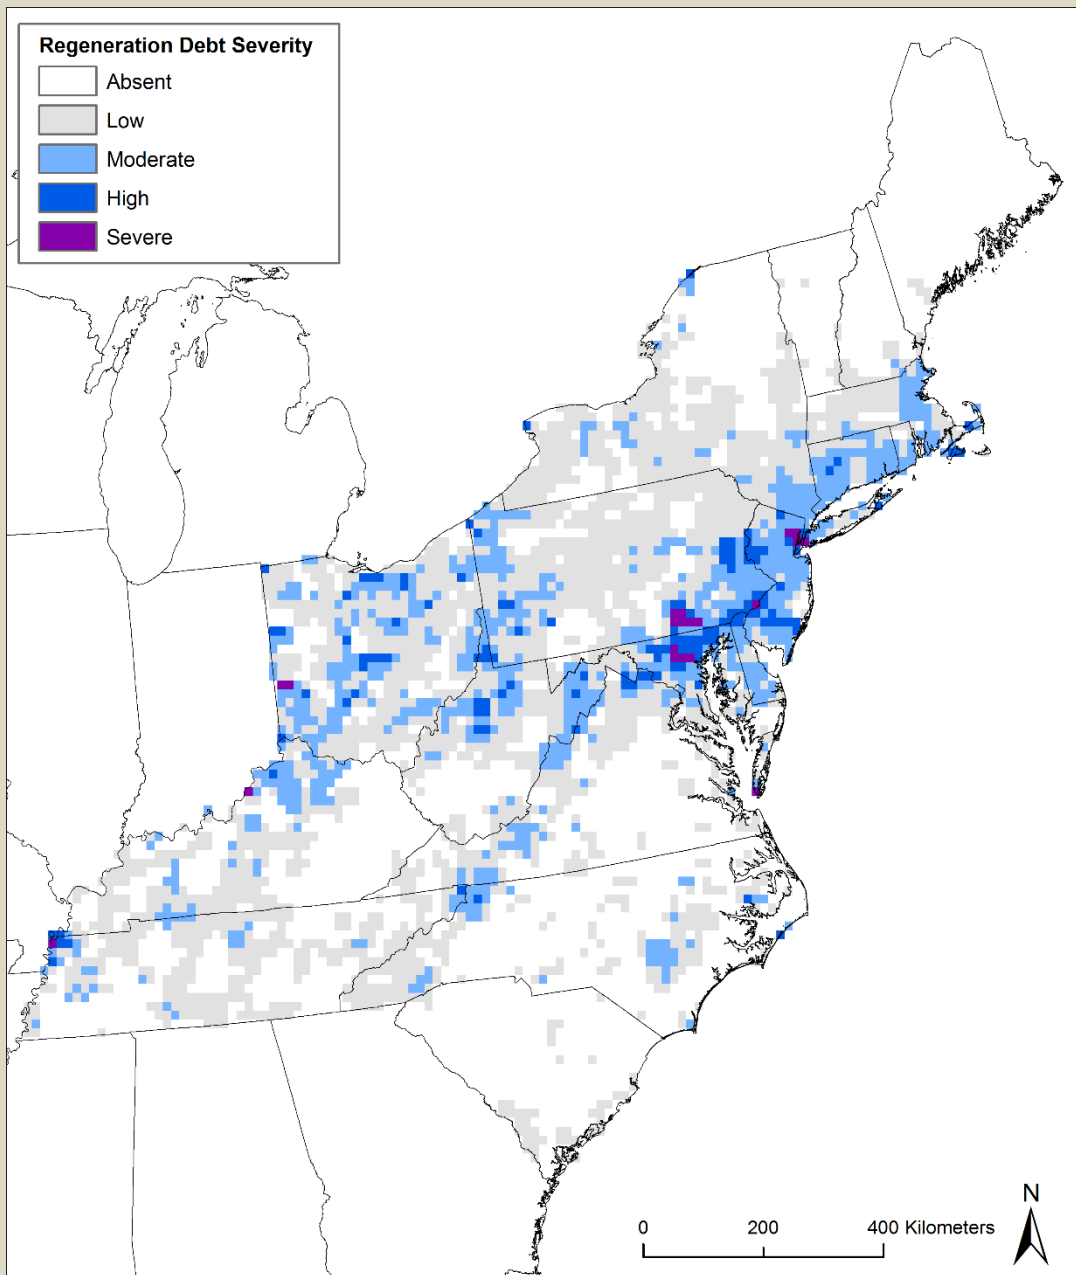 Regeneration Debt Severity
Absent
Low
Moderate
High
Severe
N
0 200 400 Kilometers